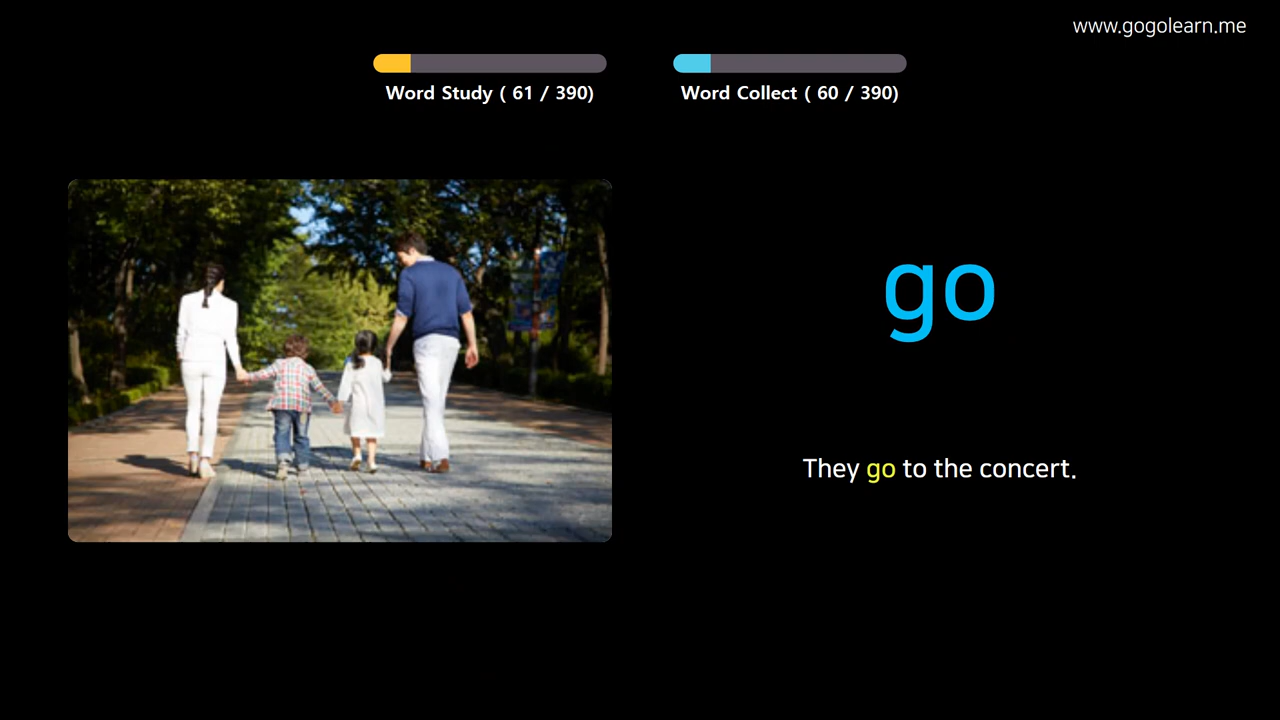 www.gogolearn.me
Word Study ( 61 / 390)
Word Collect ( 60 / 390)
go
They go to the concert.